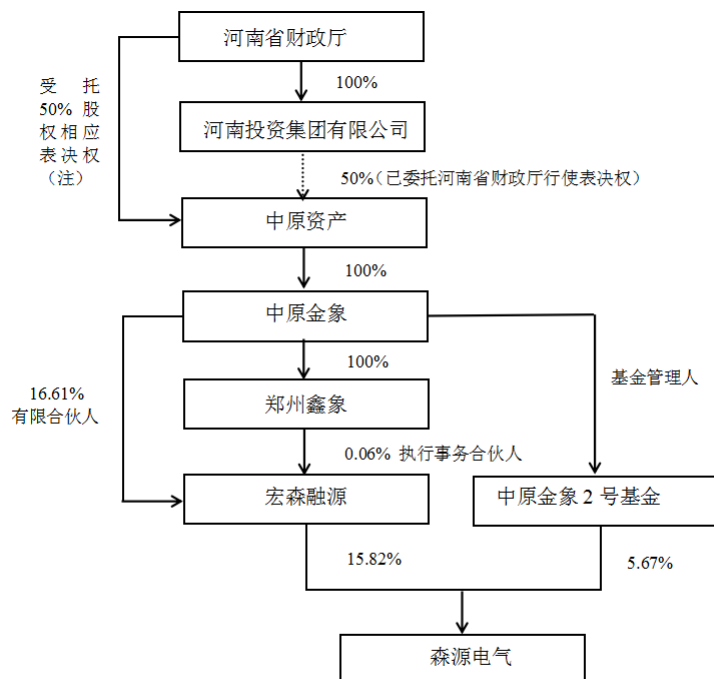 河南省财政厅
受托
50%股
权相应
表决权
（注）
100%
河南投资集团有限公司
50%（已委托河南省财政厅行使表决权）
中原资产
100%
中原金象
16.61%
有限合伙人
100%
基金管理人
郑州鑫象
0.06% 执行事务合伙人
宏森融源
中原金象 2 号基金
15.82%
5.67%
森源电气